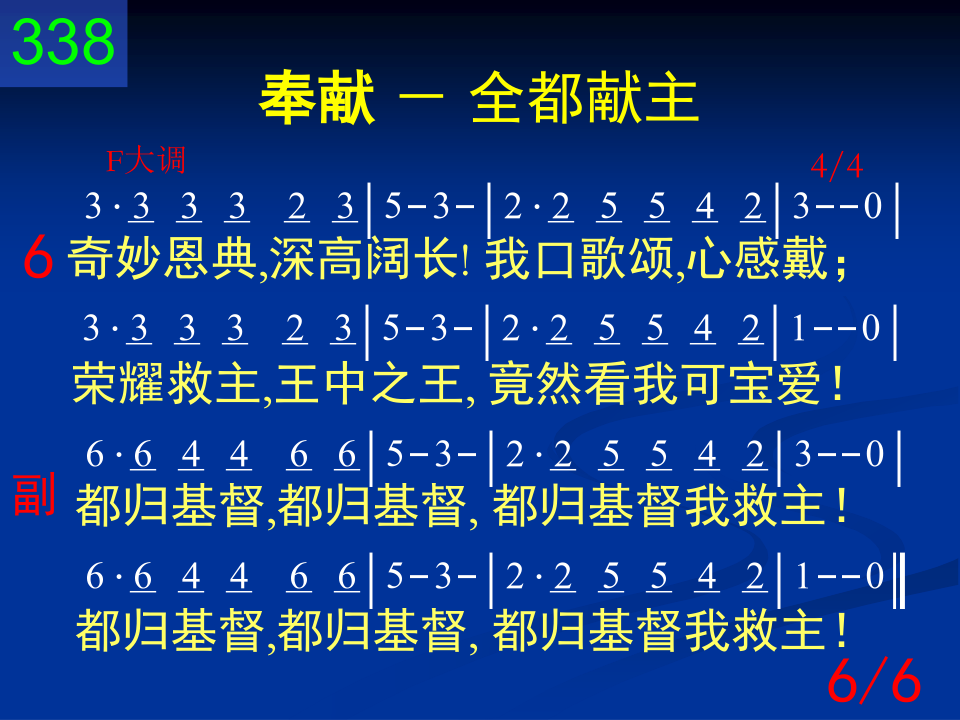 338
奉献 － 全都献主
F大调 4/4
3 · 3 3 3 2 3|5-3-|2 · 2 5 5 4 2|3--0|
6 奇妙恩典,深高阔长! 我口歌颂,心感戴;
3 · 3 3 3 2 3|5-3-|2 · 2 5 5 4 2|1--0|
荣耀救主,王中之王, 竟然看我可宝爱！
6 · 6 4 4 6 6|5-3-|2 · 2 5 5 4 2|3--0|
副 都归基督,都归基督, 都归基督我救主！
6 · 6 4 4 6 6|5-3-|2 · 2 5 5 4 2|1--0‖
都归基督,都归基督, 都归基督我救主！
6/6